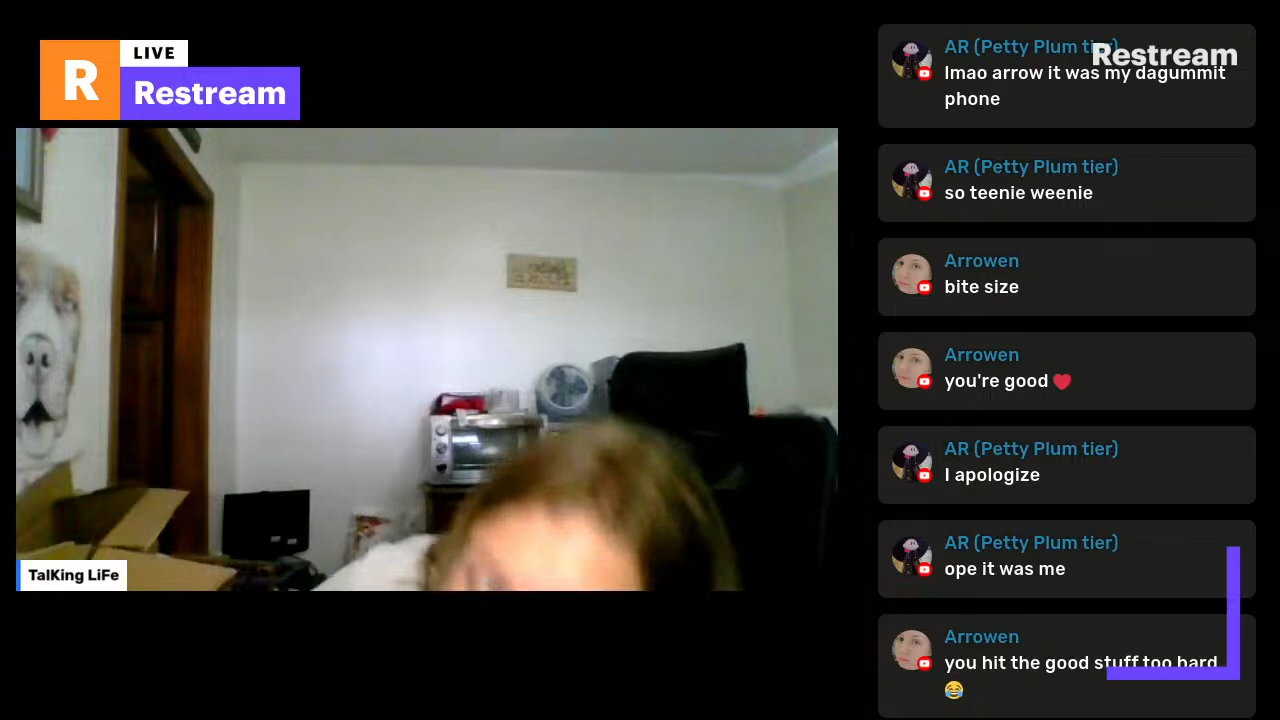 R
LIVE
Restream
Restream
AR (Petty Plum tier)
lmao arrow it was my dagummit
phone
AR (Petty Plum tier)
so teenie weenie
Arrowen
bite size
Arrowen
you're good ❤️
AR (Petty Plum tier)
I apologize
AR (Petty Plum tier)
ope it was me
Arrowen
you hit the good stuff too hard
😂
TalKing LiFe